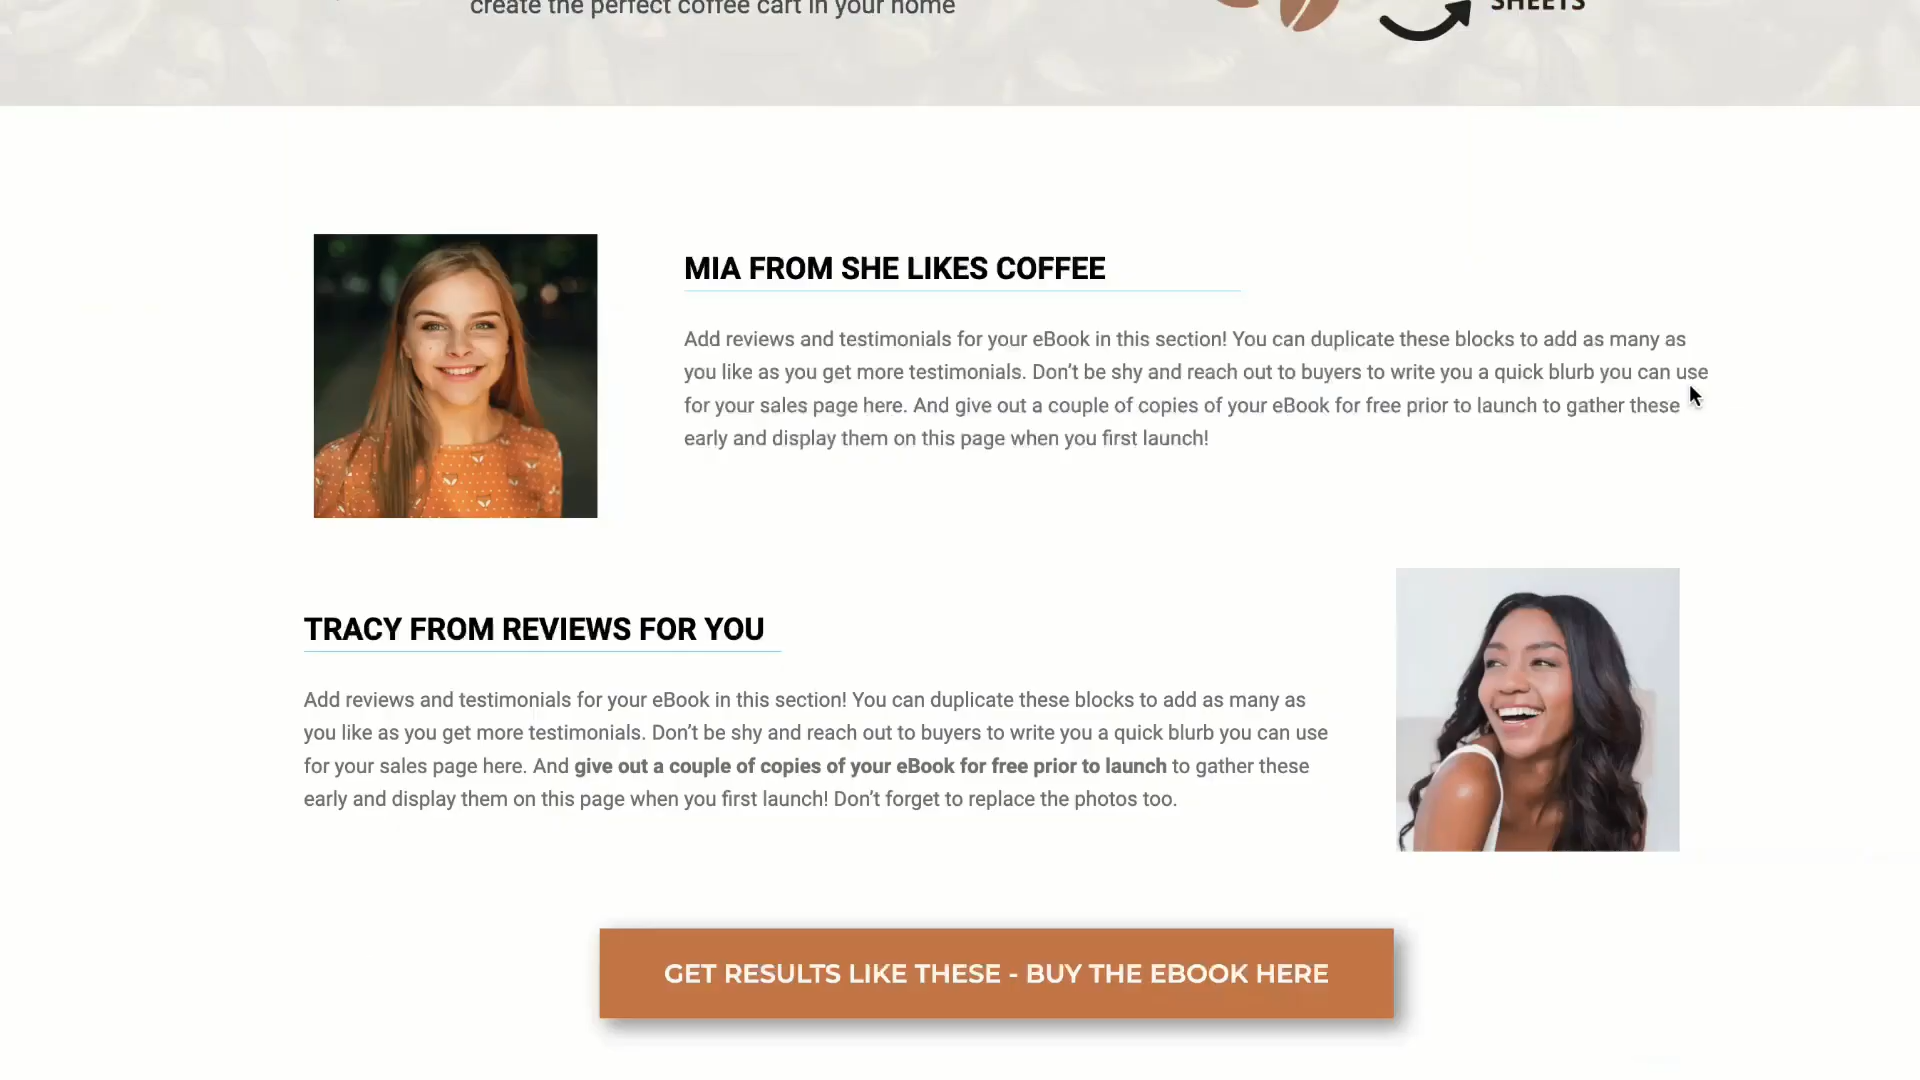 create the perfect coffee cart in your home
SHEETS
MIA FROM SHE LIKES COFFEE
Add reviews and testimonials for your eBook in this section! You can duplicate these blocks to add as many as
you like as you get more testimonials. Don't be shy and reach out to buyers to write you a quick blurb you can use
for your sales page here. And give out a couple of copies of your eBook for free prior to launch to gather these
early and display them on this page when you first launch!
TRACY FROM REVIEWS FOR YOU
Add reviews and testimonials for your eBook in this section! You can duplicate these blocks to add as many as
you like as you get more testimonials. Don't be shy and reach out to buyers to write you a quick blurb you can use
for your sales page here. And give out a couple of copies of your eBook for free prior to launch to gather these
early and display them on this page when you first launch! Don't forget to replace the photos too.
GET RESULTS LIKE THESE - BUY THE EBOOK HERE